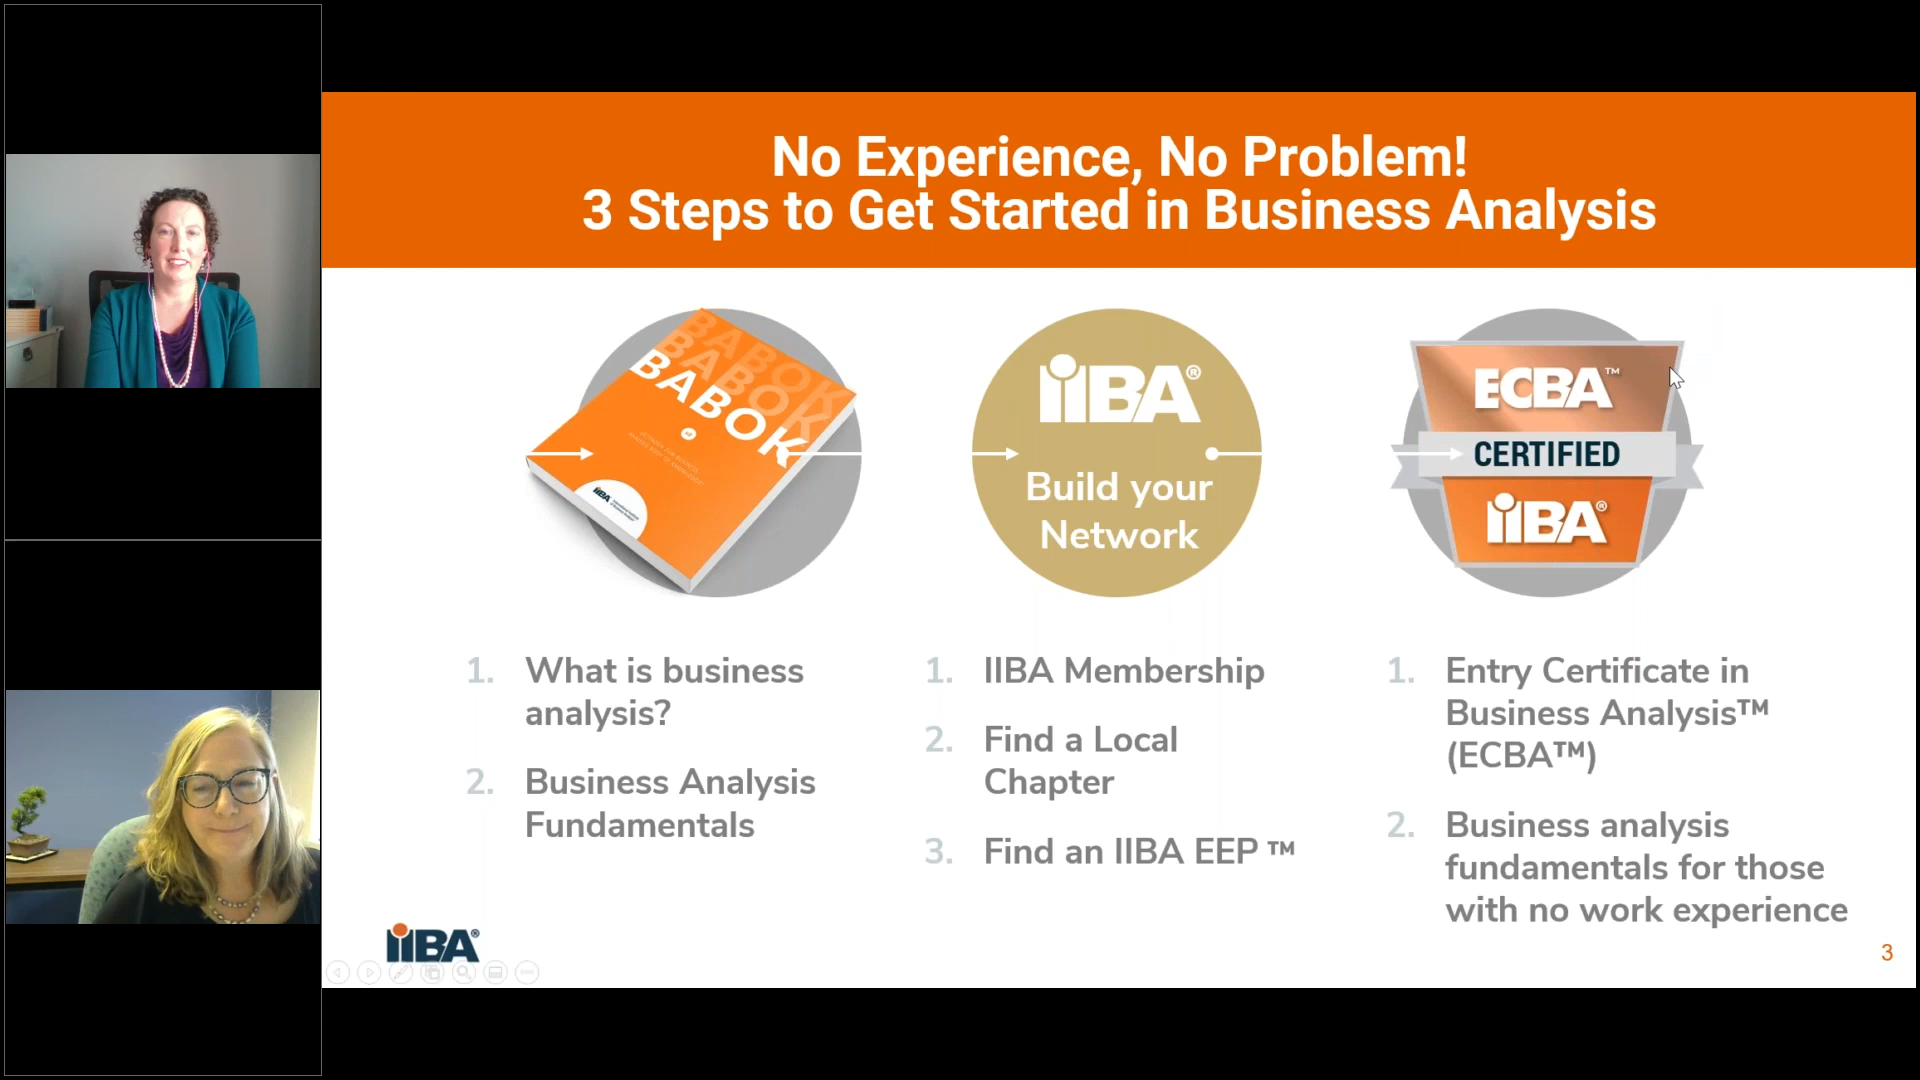 No Experience, No Problem!
3 Steps to Get Started in Business Analysis
BABOK
BABOK
BABOK
IIBA
IIBA®
Build your
Network
ECBA™
CERTIFIED
IIBA®
1. What is business
analysis?
2. Business Analysis
Fundamentals
1. IIBA Membership
2. Find a Local
Chapter
3. Find an IIBA EEP ™
1. Entry Certificate in
Business Analysis™
(ECBA™)
2. Business analysis
fundamentals for those
with no work experience
IIBA®
3